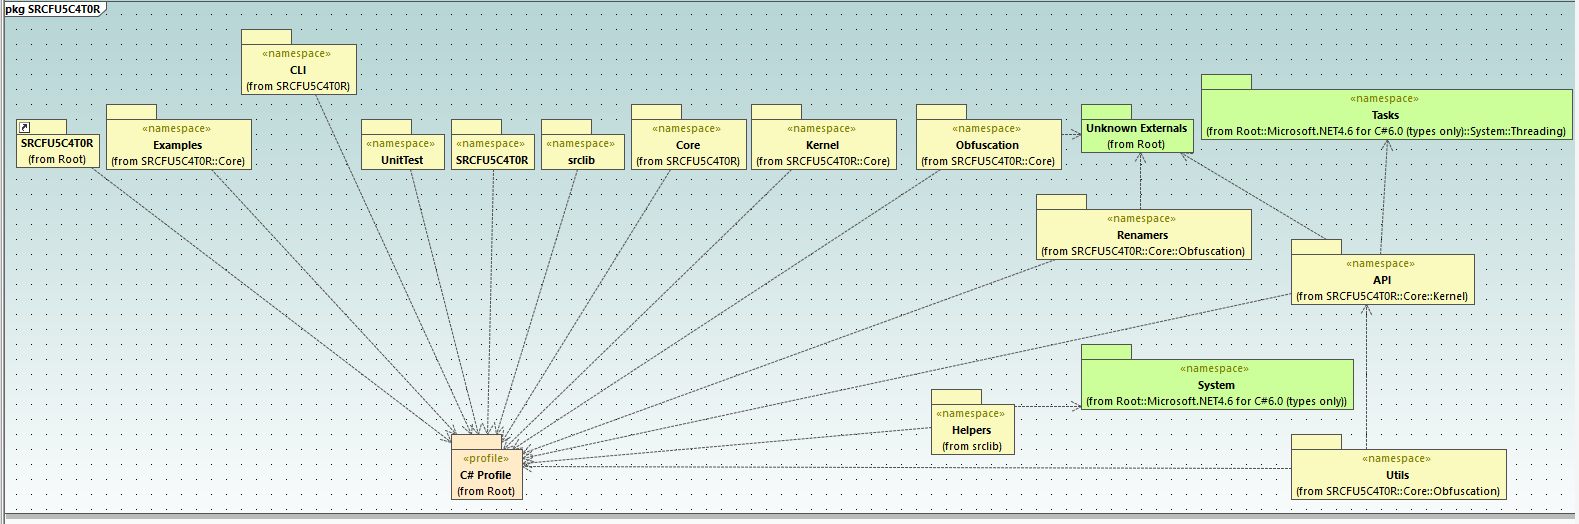 pkg SRCFU5C4T0R
«namespace»
CLI
(from SRCFU5C4T0R)
SRCFU5C4T0R
(from Root)
«namespace»
Examples
(from SRCFU5C4T0R::Core)
«namespace»
UnitTest
«namespace»
SRCFU5C4T0R
«namespace»
srclib
«namespace»
Core
(from SRCFU5C4T0R)
«namespace»
Kernel
(from SRCFU5C4T0R::Core)
«namespace»
Obfuscation
(from SRCFU5C4T0R::Core)
Unknown Externals
(from Root)
«namespace»
Tasks
(from Root::Microsoft.NET4.6 for C#6.0 (types only)::System::Threading)
«namespace»
Renamers
(from SRCFU5C4T0R::Core::Obfuscation)
«namespace»
API
(from SRCFU5C4T0R::Core::Kernel)
«namespace»
System
(from Root::Microsoft.NET4.6 for C#6.0 (types only))
«namespace»
Helpers
(from srclib)
«profile»
C# Profile
(from Root)
«namespace»
Utils
(from SRCFU5C4T0R::Core::Obfuscation)